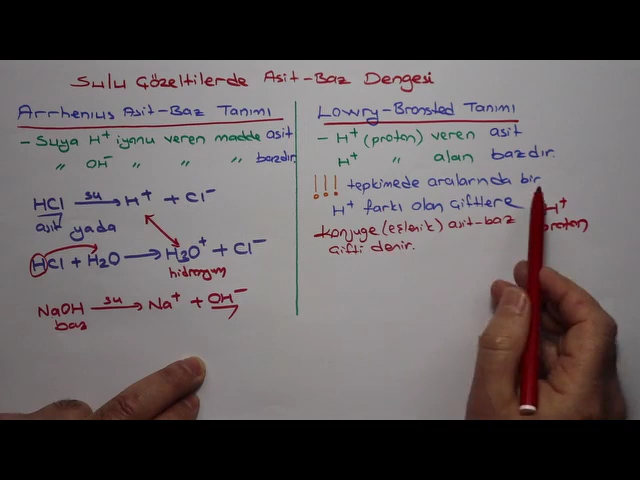 Sulu Çözeltilerde Asit-Baz Dengesi
Arrhenius Asit-Baz Tanımı
- Suya H⁺ iyonu veren madde asit
" OH⁻ " " " bazdır.
HCl —su→ H⁺ + Cl⁻
asit yada
HCl + H₂O → H₃O⁺ + Cl⁻
hidronyum
NaOH —su→ Na⁺ + OH⁻
baz
Lowry-Bronsted Tanımı
- H⁺ (proton) veren asit
H⁺ " alan bazdır.
!!! tepkimede aralarında bir
H⁺ farkı olan çiftlere
konjuge (eşlenik) asit-baz
çifti denir.
H⁺
proton